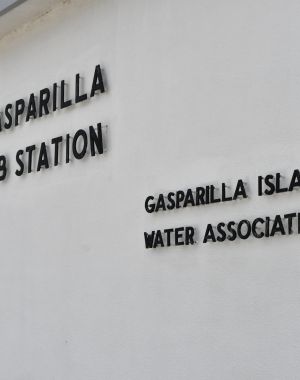 ASPARILLA
B STATION
GASPARILLA ISLA
WATER ASSOCIATI